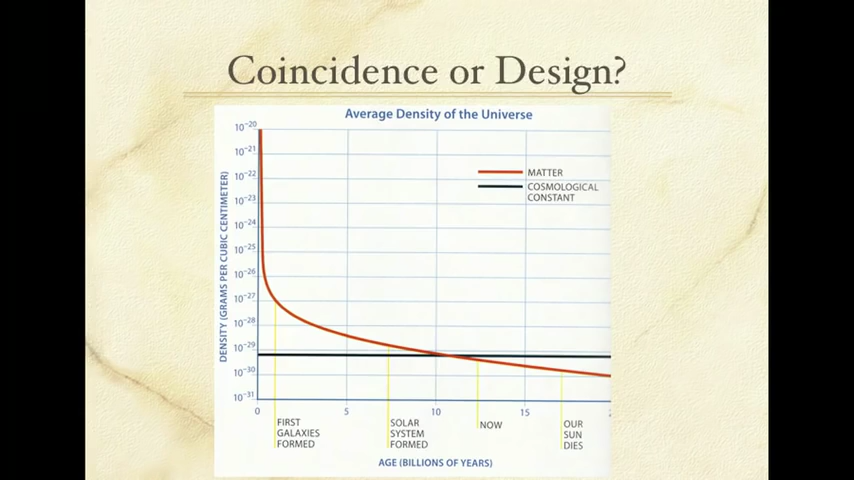 Coincidence or Design?
Average Density of the Universe
DENSITY (GRAMS PER CUBIC CENTIMETER)
10⁻²⁰
10⁻²¹
10⁻²²
10⁻²³
10⁻²⁴
10⁻²⁵
10⁻²⁶
10⁻²⁷
10⁻²⁸
10⁻²⁹
10⁻³⁰
10⁻³¹
MATTER
COSMOLOGICAL
CONSTANT
0
5
10
15
FIRST
GALAXIES
FORMED
SOLAR
SYSTEM
FORMED
NOW
OUR
SUN
DIES
AGE (BILLIONS OF YEARS)